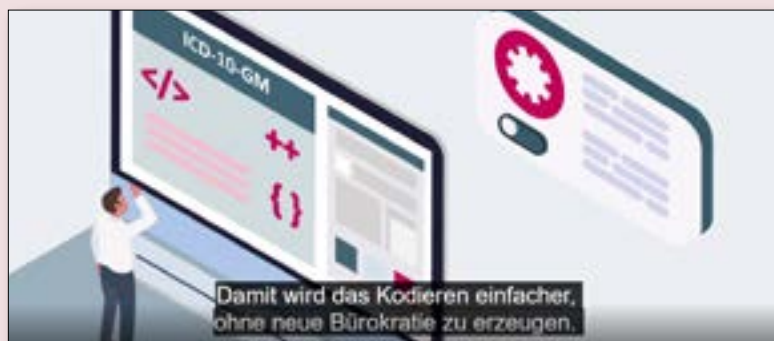 ICD-10-GM
</>
++
{ }
Damit wird das Kodieren einfacher,
ohne neue Bürokratie zu erzeugen.